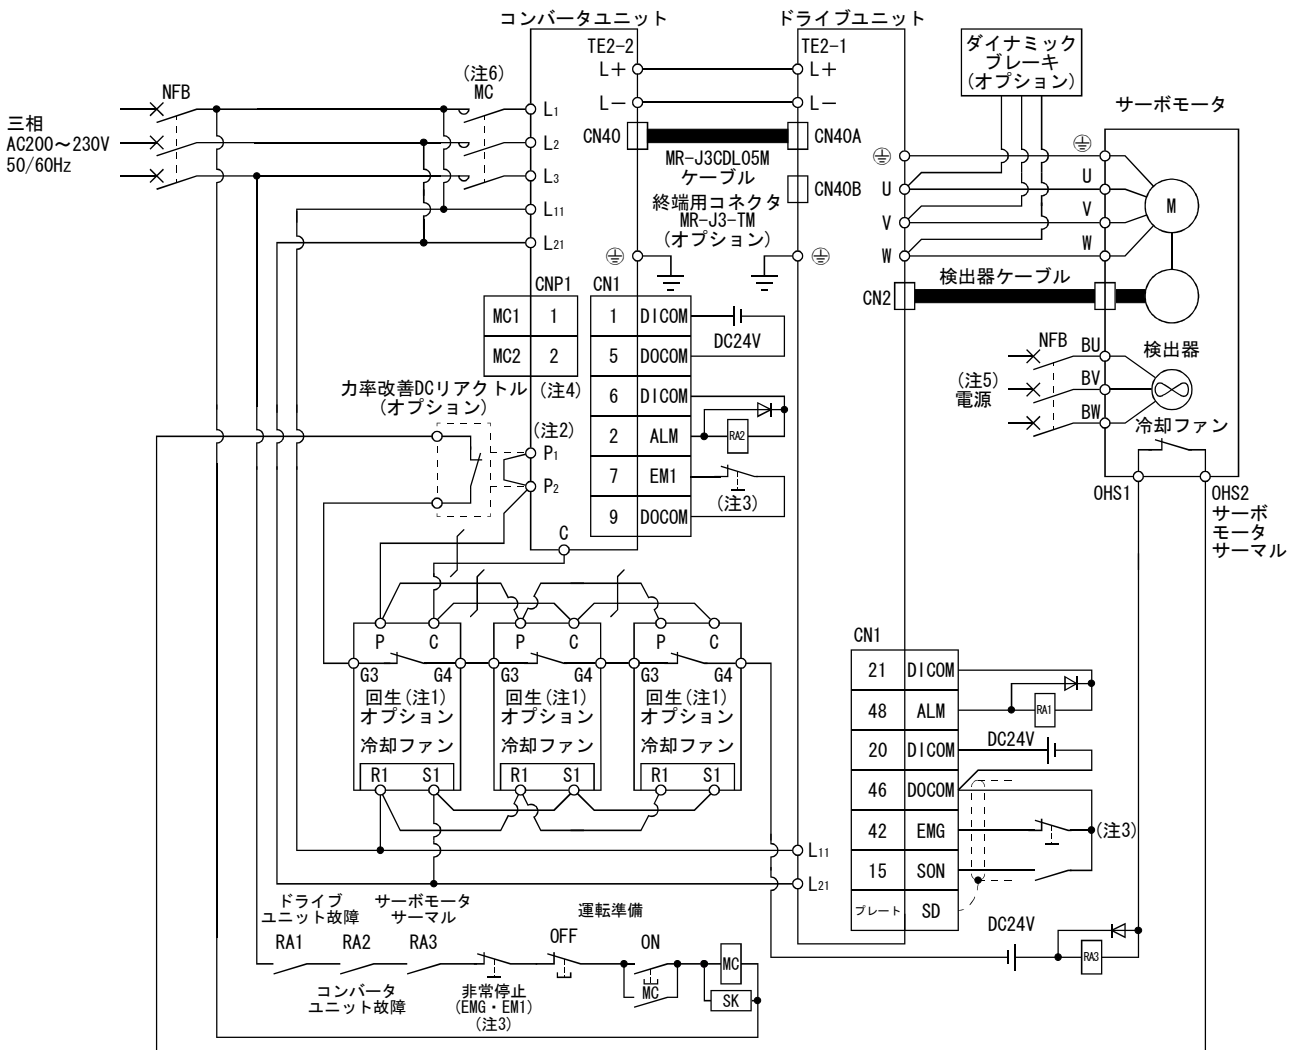 コンバータユニット
ドライブユニット
TE2-2
TE2-1
ダイナミック
ブレーキ
(オプション)
L+
L+
L−
L−
NFB
(注6)
MC
サーボモータ
三相
AC200～230V
50/60Hz
L1
L2
L3
L11
L21
CN40
CN40A
MR-J3CDL05M
ケーブル
CN40B
終端用コネクタ
MR-J3-TM
(オプション)
U
V
W
U
V
W
M
CN2
検出器ケーブル
検出器
CNP1
MC1
1
MC2
2
(注4)
CN1
1
DICOM
5
DOCOM
DC24V
6
DICOM
2
ALM
RA2
7
EM1
(注3)
9
DOCOM
NFB
BU
BV
BW
(注5)
電源
冷却ファン
力率改善DCリアクトル
(オプション)
(注2)
P1
P2
C
OHS1
OHS2
サーボ
モータ
サーマル
P
C
P
C
P
C
G3
G4
G3
G4
G3
G4
回生(注1)
オプション
回生(注1)
オプション
回生(注1)
オプション
冷却ファン
冷却ファン
冷却ファン
R1
S1
R1
S1
R1
S1
CN1
21
DICOM
48
ALM
RA1
20
DICOM
DC24V
46
DOCOM
42
EMG
(注3)
15
SON
プレート
SD
L11
L21
DC24V
RA3
ドライブ
ユニット故障
サーボモータ
サーマル
運転準備
RA1
RA2
RA3
OFF
ON
MC
MC
SK
コンバータ
ユニット故障
非常停止
(EMG・EM1)
(注3)